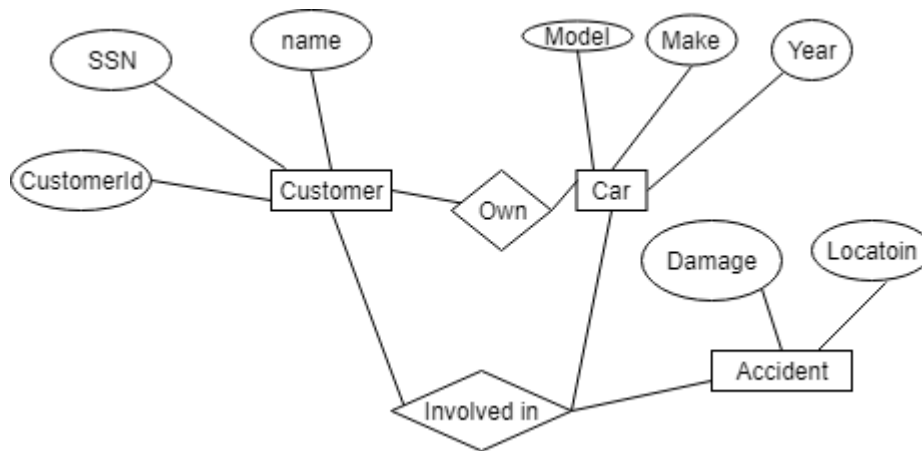 name
Model
Make
Year
SSN
CustomerId
Customer
Own
Car
Damage
Locatoin
Accident
Involved in